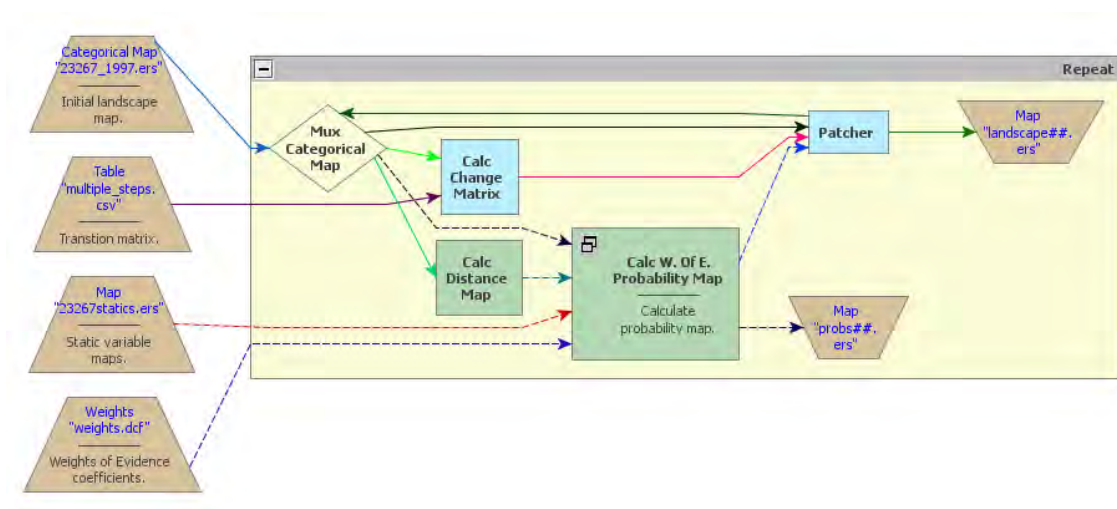 Categorical Map
"23267_1997.ers"
Initial landscape
map.
Table
"multiple_steps.
csv"
Transtion matrix.
Map
"23267statics.ers"
Static variable
maps.
Weights
"weights.dcf"
Weights of Evidence
coefficients.
Repeat
Mux
Categorical
Map
Calc
Change
Matrix
Calc
Distance
Map
Calc W. Of E.
Probability Map
Calculate
probability map.
Patcher
Map
"landscape##.
ers"
Map
"probs##.
ers"